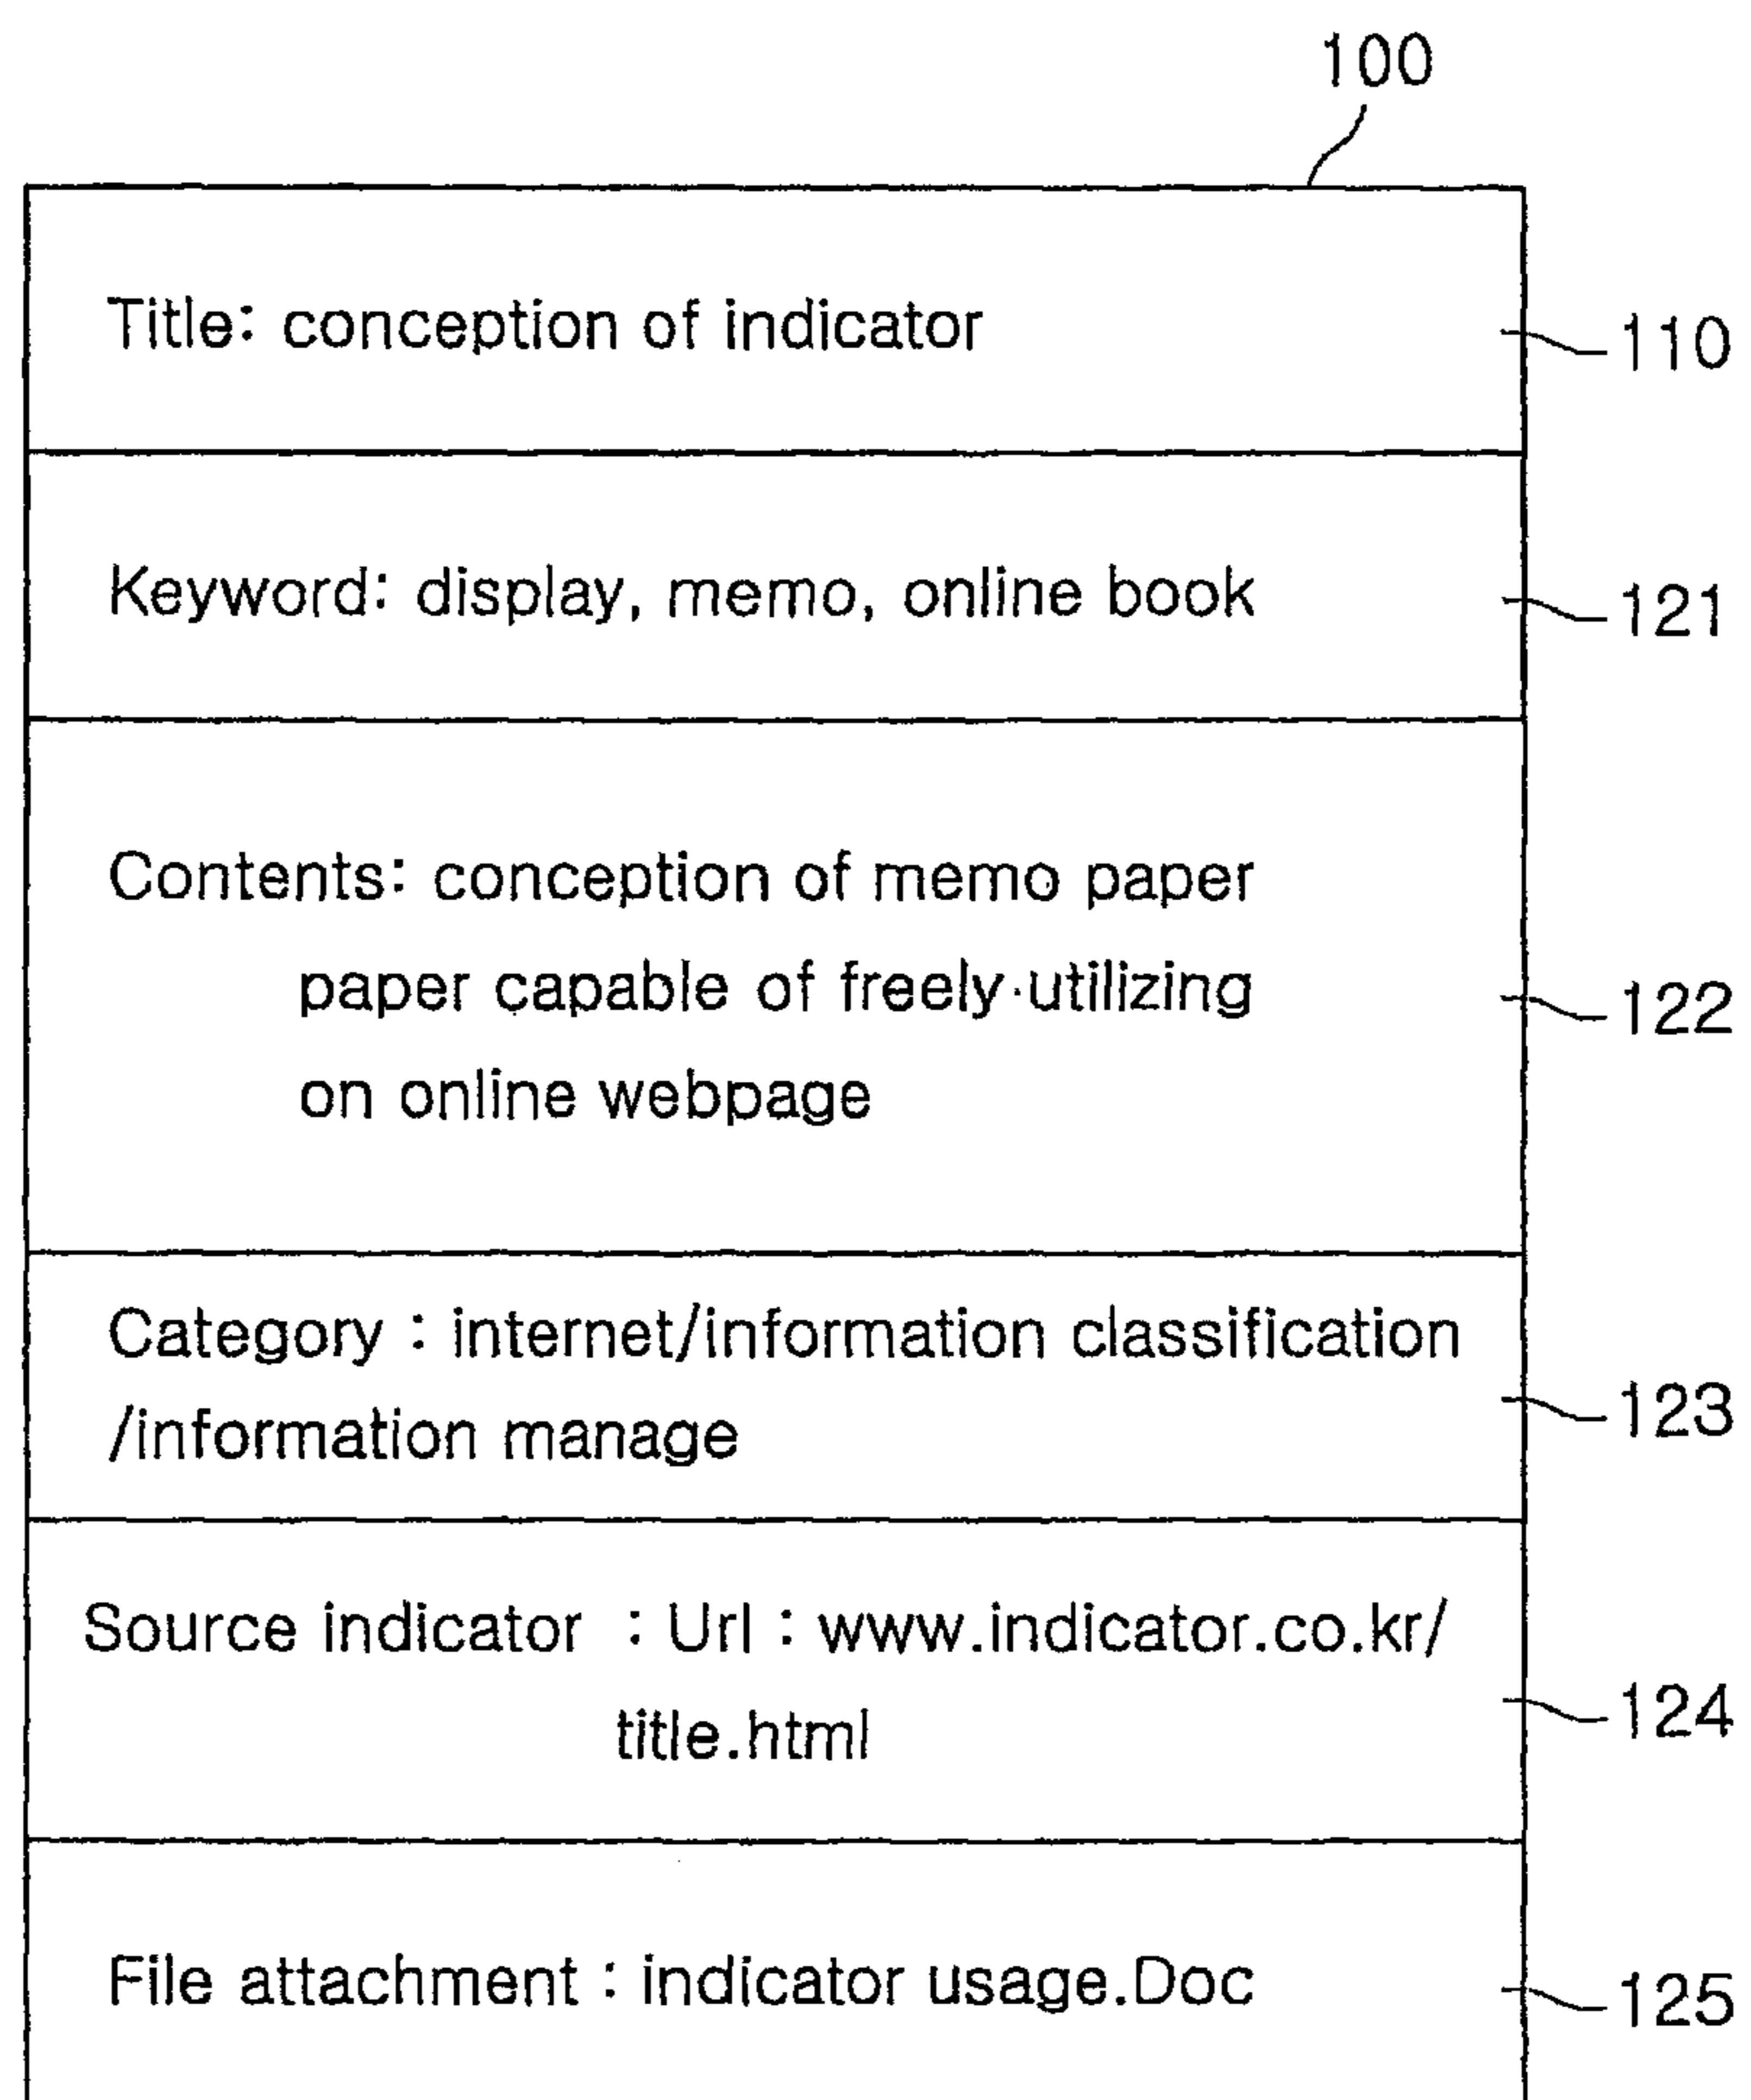 100
Title: conception of indicator
110
Keyword: display, memo, online book
121
Contents: conception of memo paper
paper capable of freely utilizing
on online webpage
122
Category : internet/information classification
/information manage
123
Source indicator : Url : www.indicator.co.kr/
title.html
124
File attachment : indicator usage.Doc
125